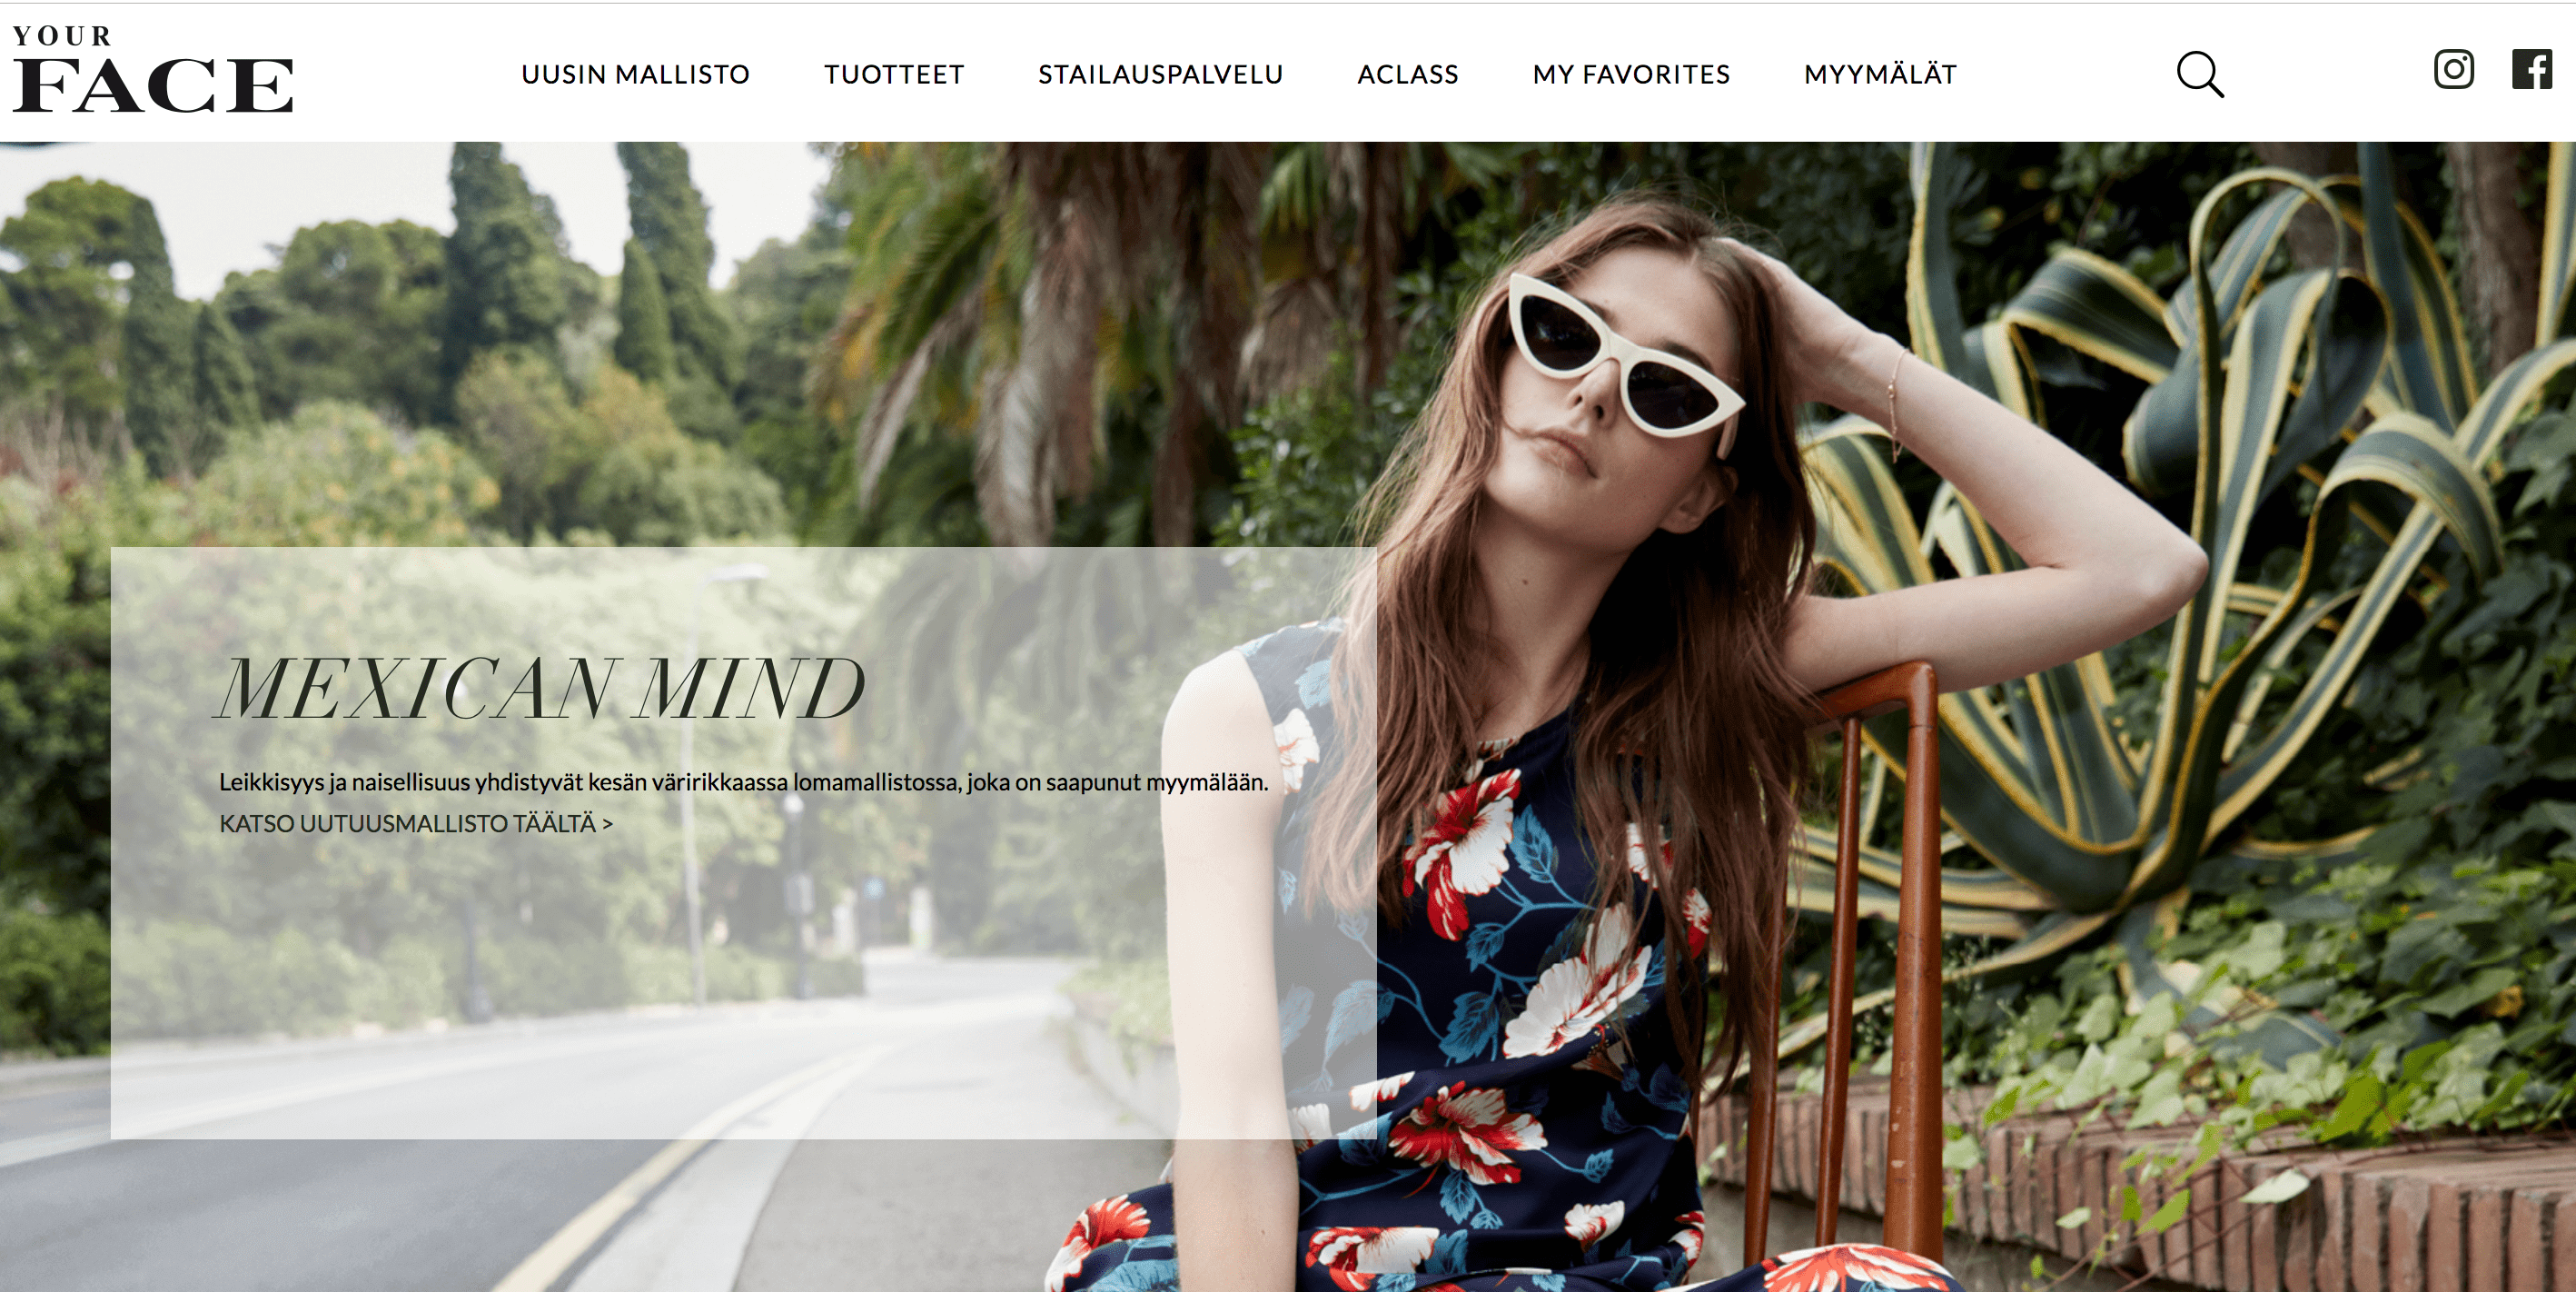 YOUR
FACE
UUSIN MALLISTO TUOTTEET STAILAUSPALVELU ACLASS MY FAVORITES MYYMÄLÄT
MEXICAN MIND
Leikkisyys ja naisellisuus yhdistyvät kesän väririkkaassa lomamallistossa, joka on saapunut myymälään.
KATSO UUTUUSMALLISTO TÄÄLTÄ >